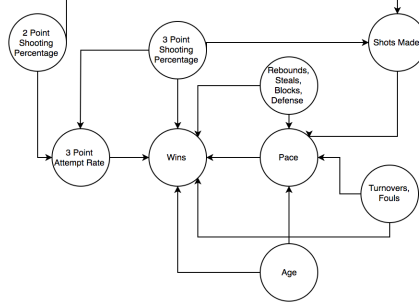 2 Point
Shooting
Percentage
3 Point
Shooting
Percentage
Shots Made
Rebounds,
Steals,
Blocks,
Defense
3 Point
Attempt Rate
Wins
Pace
Turnovers,
Fouls
Age